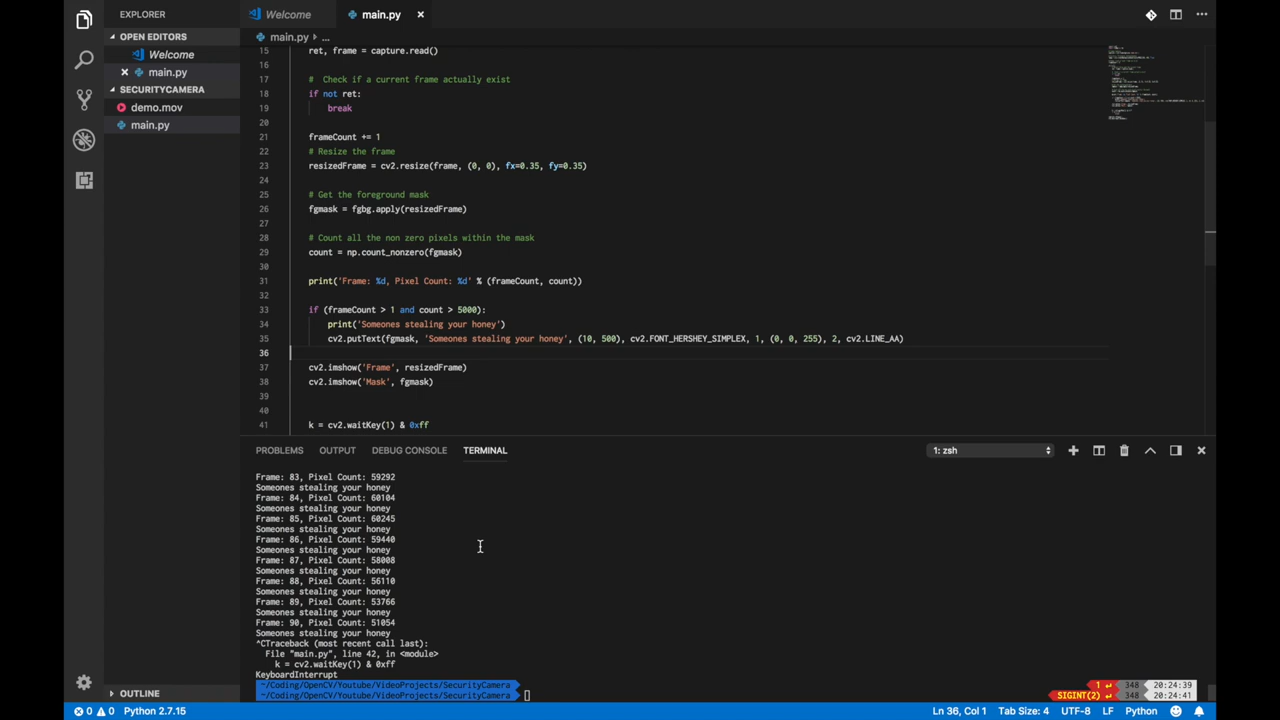 EXPLORER
OPEN EDITORS
Welcome
main.py
SECURITYCAMERA
demo.mov
main.py
OUTLINE
Welcome
main.py
main.py › ...
15 ret, frame = capture.read()
16
17 # Check if a current frame actually exist
18 if not ret:
19 break
20
21 frameCount += 1
22 # Resize the frame
23 resizedFrame = cv2.resize(frame, (0, 0), fx=0.35, fy=0.35)
24
25 # Get the foreground mask
26 fgmask = fgbg.apply(resizedFrame)
27
28 # Count all the non zero pixels within the mask
29 count = np.count_nonzero(fgmask)
30
31 print('Frame: %d, Pixel Count: %d' % (frameCount, count))
32
33 if (frameCount > 1 and count > 5000):
34 print('Someones stealing your honey')
35 cv2.putText(fgmask, 'Someones stealing your honey', (10, 500), cv2.FONT_HERSHEY_SIMPLEX, 1, (0, 0, 255), 2, cv2.LINE_AA)
36
37 cv2.imshow('Frame', resizedFrame)
38 cv2.imshow('Mask', fgmask)
39
40
41 k = cv2.waitKey(1) & 0xff
PROBLEMS OUTPUT DEBUG CONSOLE TERMINAL 1: zsh
Frame: 83, Pixel Count: 59292
Someones stealing your honey
Frame: 84, Pixel Count: 60104
Someones stealing your honey
Frame: 85, Pixel Count: 60245
Someones stealing your honey
Frame: 86, Pixel Count: 59440
Someones stealing your honey
Frame: 87, Pixel Count: 58008
Someones stealing your honey
Frame: 88, Pixel Count: 56110
Someones stealing your honey
Frame: 89, Pixel Count: 53766
Someones stealing your honey
Frame: 90, Pixel Count: 51054
Someones stealing your honey
^CTraceback (most recent call last):
File "main.py", line 42, in <module>
k = cv2.waitKey(1) & 0xff
KeyboardInterrupt
~/Coding/OpenCV/Youtube/VideoProjects/SecurityCamera 1 ↵ 348 20:24:39
~/Coding/OpenCV/Youtube/VideoProjects/SecurityCamera SIGINT(2) ↵ 348 20:24:41
0 0 Python 2.7.15 Ln 36, Col 1 Tab Size: 4 UTF-8 LF Python